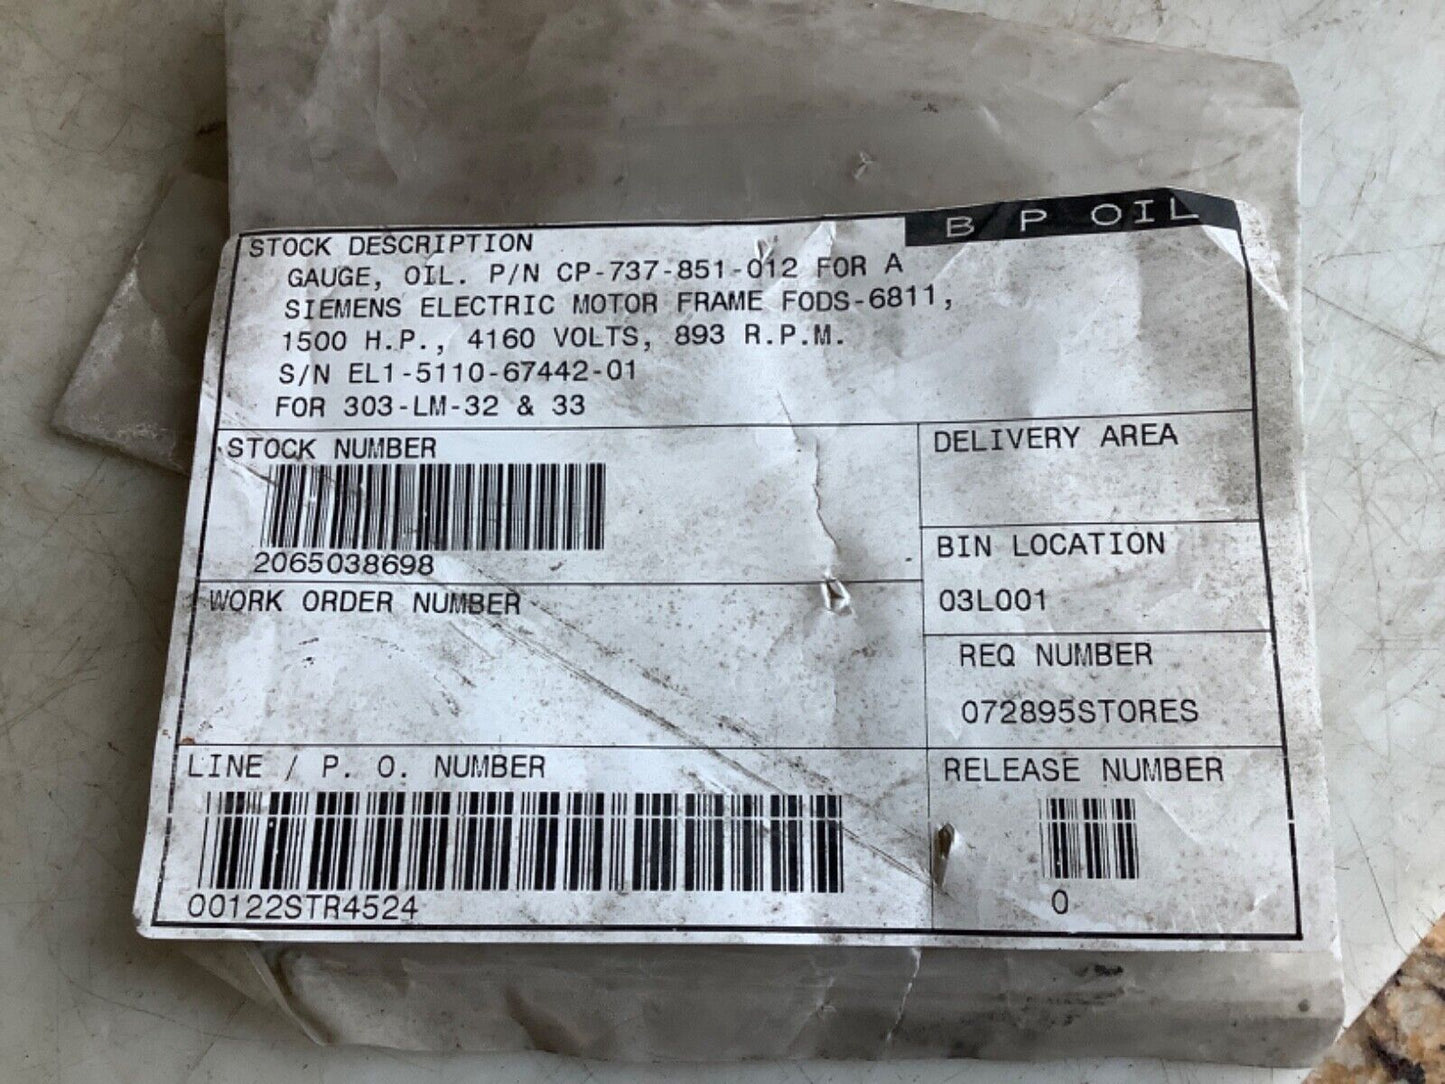 B P OIL
STOCK DESCRIPTION
GAUGE, OIL. P/N CP-737-851-012 FOR A
SIEMENS ELECTRIC MOTOR FRAME FODS-6811,
1500 H.P., 4160 VOLTS, 893 R.P.M.
S/N EL1-5110-67442-01
FOR 303-LM-32 & 33
STOCK NUMBER
2065038698
DELIVERY AREA
BIN LOCATION
03L001
WORK ORDER NUMBER
REQ NUMBER
072895STORES
LINE / P. O. NUMBER
00122STR4524
RELEASE NUMBER
0